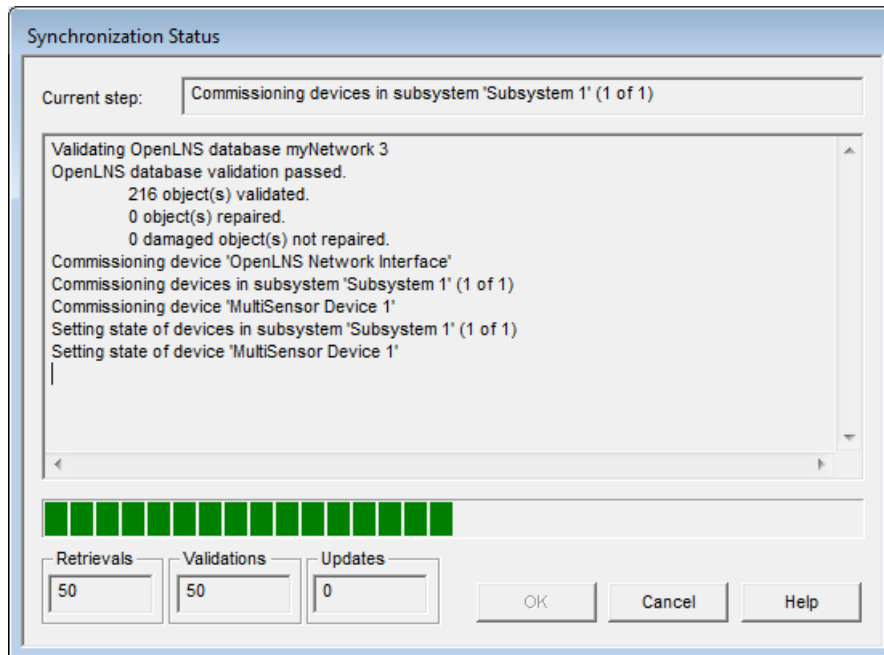 Synchronization Status
Current step:
Commissioning devices in subsystem 'Subsystem 1' (1 of 1)
Validating OpenLNS database myNetwork 3
OpenLNS database validation passed.
216 object(s) validated.
0 object(s) repaired.
0 damaged object(s) not repaired.
Commissioning device 'OpenLNS Network Interface'
Commissioning devices in subsystem 'Subsystem 1' (1 of 1)
Commissioning device 'MultiSensor Device 1'
Setting state of devices in subsystem 'Subsystem 1' (1 of 1)
Setting state of device 'MultiSensor Device 1'
Retrievals
50
Validations
50
Updates
0
OK
Cancel
Help